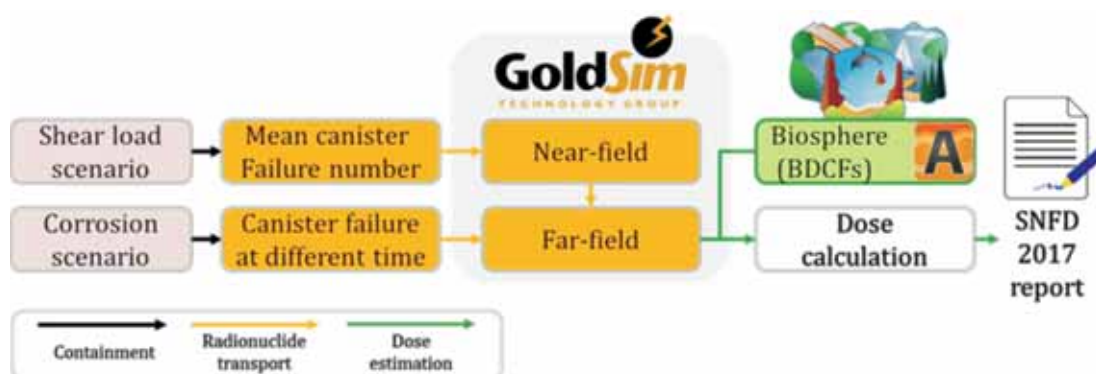 GoldSim
TECHNOLOGY GROUP
Shear load
scenario
Mean canister
Failure number
Near-field
Biosphere
(BDCFs)
A
Corrosion
scenario
Canister failure
at different time
Far-field
Dose
calculation
SNFD
2017
report
Containment
Radionuclide
transport
Dose
estimation